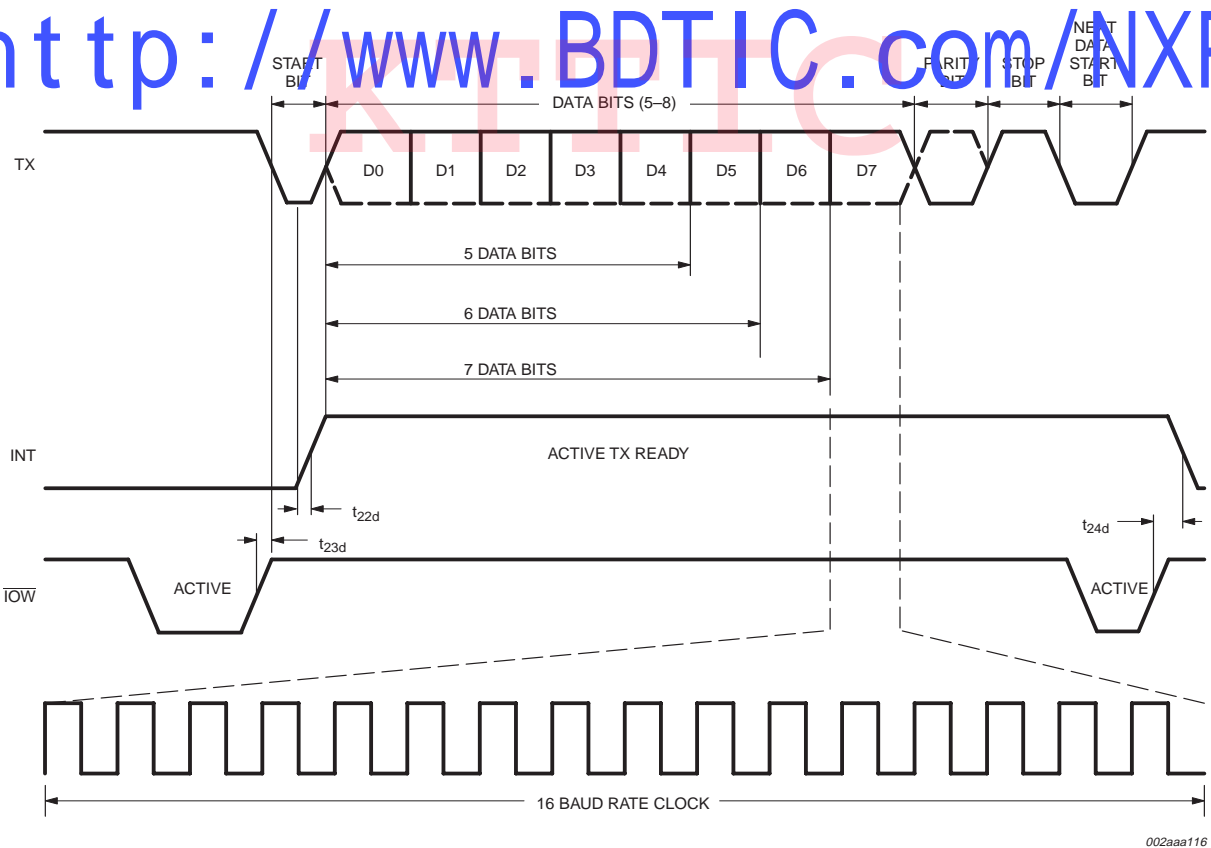 http://www.BDTIC.com/NXP
KTTIC
START
BIT
DATA BITS (5–8)
PARITY
BIT
STOP
BIT
NEXT
DATA
START
BIT
TX
D0 D1 D2 D3 D4 D5 D6 D7
5 DATA BITS
6 DATA BITS
7 DATA BITS
INT
ACTIVE TX READY
t22d
t24d
t23d
IOW
ACTIVE
ACTIVE
16 BAUD RATE CLOCK
002aaa116